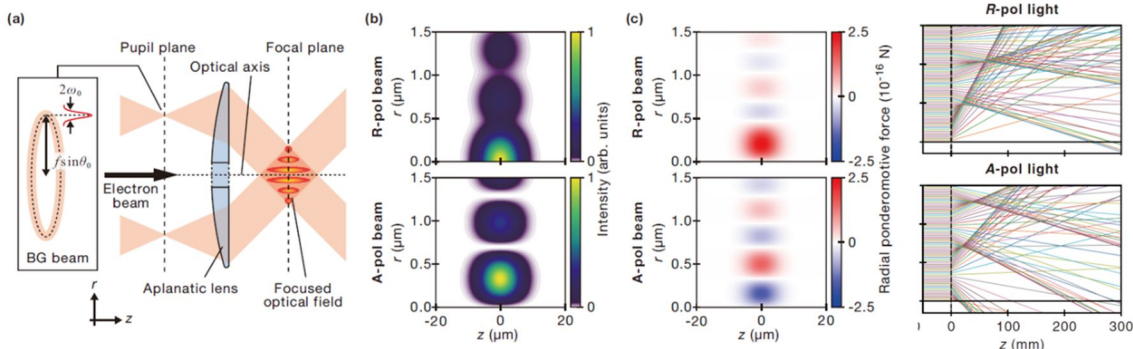 (a)
Pupil plane
Focal plane
Optical axis
2ω₀
f sinθ₀
Electron
beam
BG beam
Aplanatic lens
Focused
optical field
r
z
(b)
R-pol beam
r (μm)
1.5
1.0
0.5
0.0
1
0
A-pol beam
r (μm)
1.5
1.0
0.5
0.0
1
0
Intensity (arb. units)
-20
0
20
z (μm)
(c)
R-pol beam
r (μm)
1.5
1.0
0.5
0.0
2.5
0
-2.5
A-pol beam
r (μm)
1.5
1.0
0.5
0.0
2.5
0
-2.5
Radial ponderomotive force (10⁻¹⁶ N)
-20
0
20
z (μm)
R-pol light
A-pol light
0
100
200
300
z (mm)